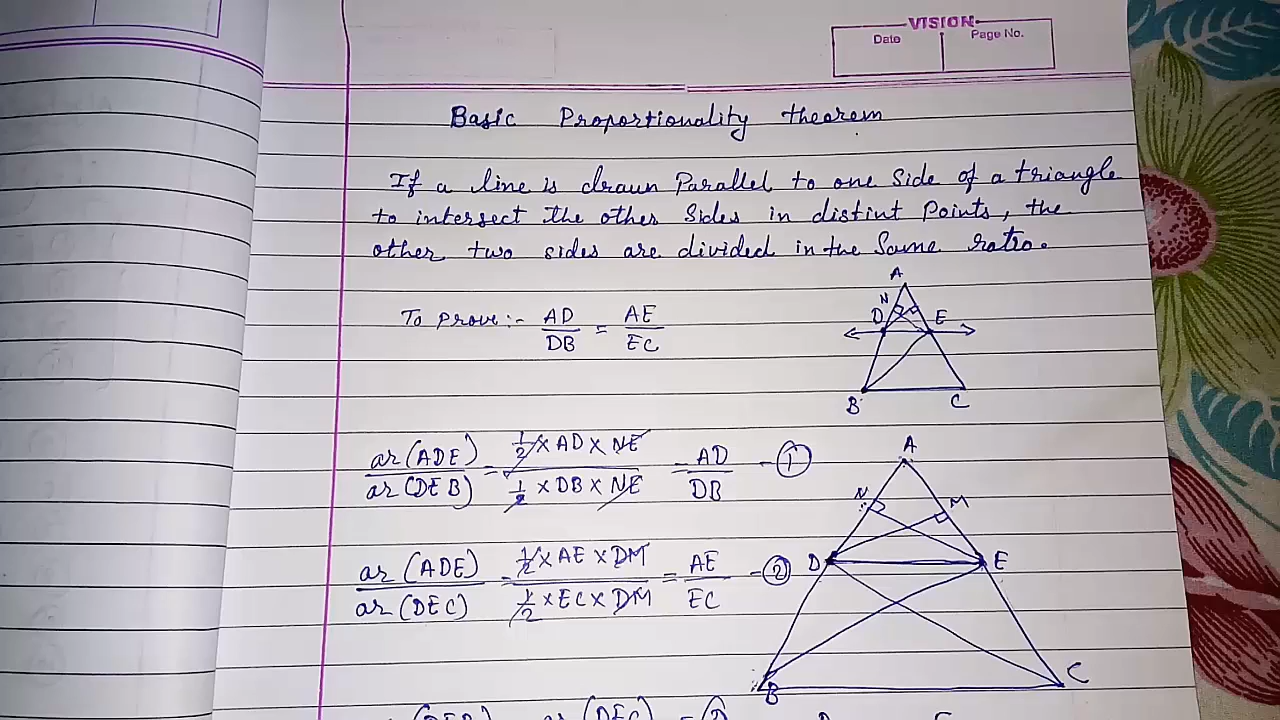 VISION
Date Page No.
Basic Proportionality theorem
If a line is drawn Parallel to one Side of a triangle
to intersect the other Sides in distint Points, the
other two sides are divided in the Same ratio.
A
N
D E
B C
To Prove:- AD/DB = AE/EC
ar(ADE)/ar(DEB) = 1/2 × AD × NE / 1/2 × DB × NE = AD/DB - ①
A
N M
D E
B C
ar(ADE)/ar(DEC) = 1/2 × AE × DM / 1/2 × EC × DM = AE/EC - ②
ar(DEC)